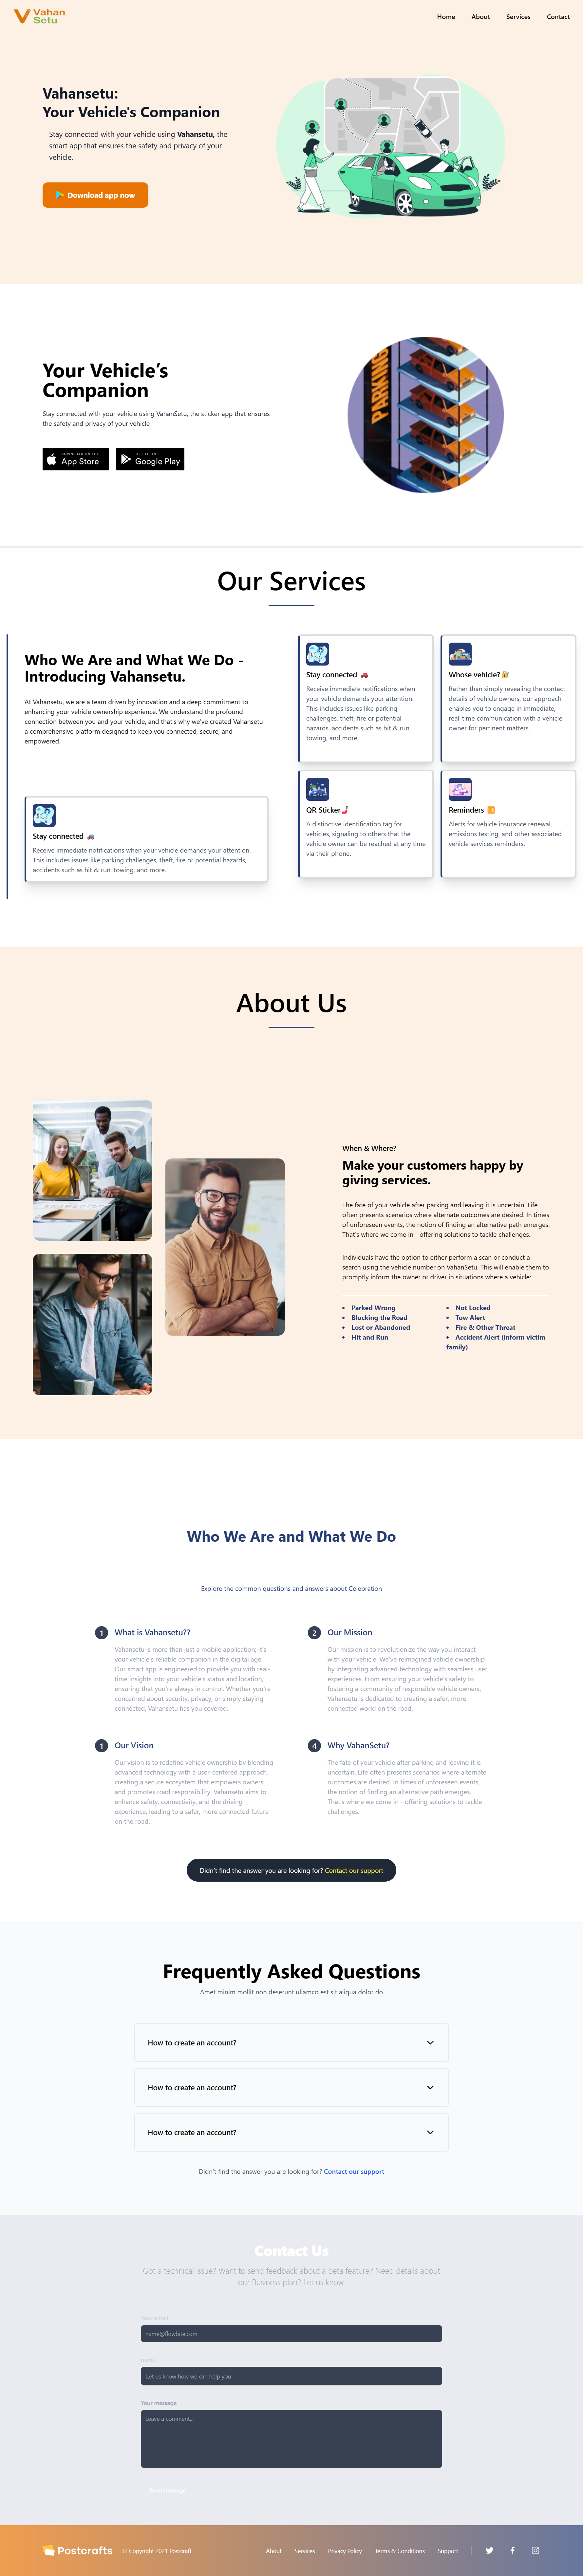 Vahan
Setu
Home About Services Contact
Vahansetu:
Your Vehicle's Companion
Stay connected with your vehicle using Vahansetu, the
smart app that ensures the safety and privacy of your
vehicle.
Download app now
Your Vehicle's
Companion
Stay connected with your vehicle using VahanSetu, the sticker app that ensures
the safety and privacy of your vehicle
DOWNLOAD ON THE
App Store
GET IT ON
Google Play
PARKING
Our Services
Who We Are and What We Do -
Introducing Vahansetu.
At Vahansetu, we are a team driven by innovation and a deep commitment to
enhancing your vehicle ownership experience. We understand the profound
connection between you and your vehicle, and that's why we've created Vahansetu -
a comprehensive platform designed to keep you connected, secure, and
empowered.
Stay connected 🚗
Receive immediate notifications when your vehicle demands your attention.
This includes issues like parking challenges, theft, fire or potential hazards,
accidents such as hit & run, towing, and more.
Stay connected 🚗
Receive immediate notifications when
your vehicle demands your attention.
This includes issues like parking
challenges, theft, fire or potential
hazards, accidents such as hit & run,
towing, and more.
Whose vehicle?🔐
Rather than simply revealing the contact
details of vehicle owners, our approach
enables you to engage in immediate,
real-time communication with a vehicle
owner for pertinent matters.
QR Sticker🤳
A distinctive identification tag for
vehicles, signaling to others that the
vehicle owner can be reached at any time
via their phone.
Reminders
Alerts for vehicle insurance renewal,
emissions testing, and other associated
vehicle services reminders.
About Us
When & Where?
Make your customers happy by
giving services.
The fate of your vehicle after parking and leaving it is uncertain. Life
often presents scenarios where alternate outcomes are desired. In times
of unforeseen events, the notion of finding an alternative path emerges.
That's where we come in - offering solutions to tackle challenges.
Individuals have the option to either perform a scan or conduct a
search using the vehicle number on VahanSetu. This will enable them to
promptly inform the owner or driver in situations where a vehicle:
• Parked Wrong
• Blocking the Road
• Lost or Abandoned
• Hit and Run
• Not Locked
• Tow Alert
• Fire & Other Threat
• Accident Alert (inform victim
family)
Who We Are and What We Do
Explore the common questions and answers about Celebration
1 What is Vahansetu??
Vahansetu is more than just a mobile application; it's
your vehicle's reliable companion in the digital age.
Our smart app is engineered to provide you with real-
time insights into your vehicle's status and location,
ensuring that you're always in control. Whether you're
concerned about security, privacy, or simply staying
connected, Vahansetu has you covered.
2 Our Mission
Our mission is to revolutionize the way you interact
with your vehicle. We've reimagined vehicle ownership
by integrating advanced technology with seamless user
experiences. From ensuring your vehicle's safety to
fostering a community of responsible vehicle owners,
Vahansetu is dedicated to creating a safer, more
connected world on the road.
1 Our Vision
Our vision is to redefine vehicle ownership by blending
advanced technology with a user-centered approach,
creating a secure ecosystem that empowers owners
and promotes road responsibility. Vahansetu aims to
enhance safety, connectivity, and the driving
experience, leading to a safer, more connected future
on the road.
4 Why VahanSetu?
The fate of your vehicle after parking and leaving it is
uncertain. Life often presents scenarios where alternate
outcomes are desired. In times of unforeseen events,
the notion of finding an alternative path emerges.
That's where we come in - offering solutions to tackle
challenges.
Didn't find the answer you are looking for? Contact our support
Frequently Asked Questions
Amet minim mollit non deserunt ullamco est sit aliqua dolor do
How to create an account?
How to create an account?
How to create an account?
Didn't find the answer you are looking for? Contact our support
Contact Us
Got a technical issue? Want to send feedback about a beta feature? Need details about
our Business plan? Let us know.
Your email
name@flowbite.com
name
Let us know how we can help you
Your message
Leave a comment...
Send message
Postcrafts © Copyright 2021 Postcraft About Services Privacy Policy Terms & Conditions Support